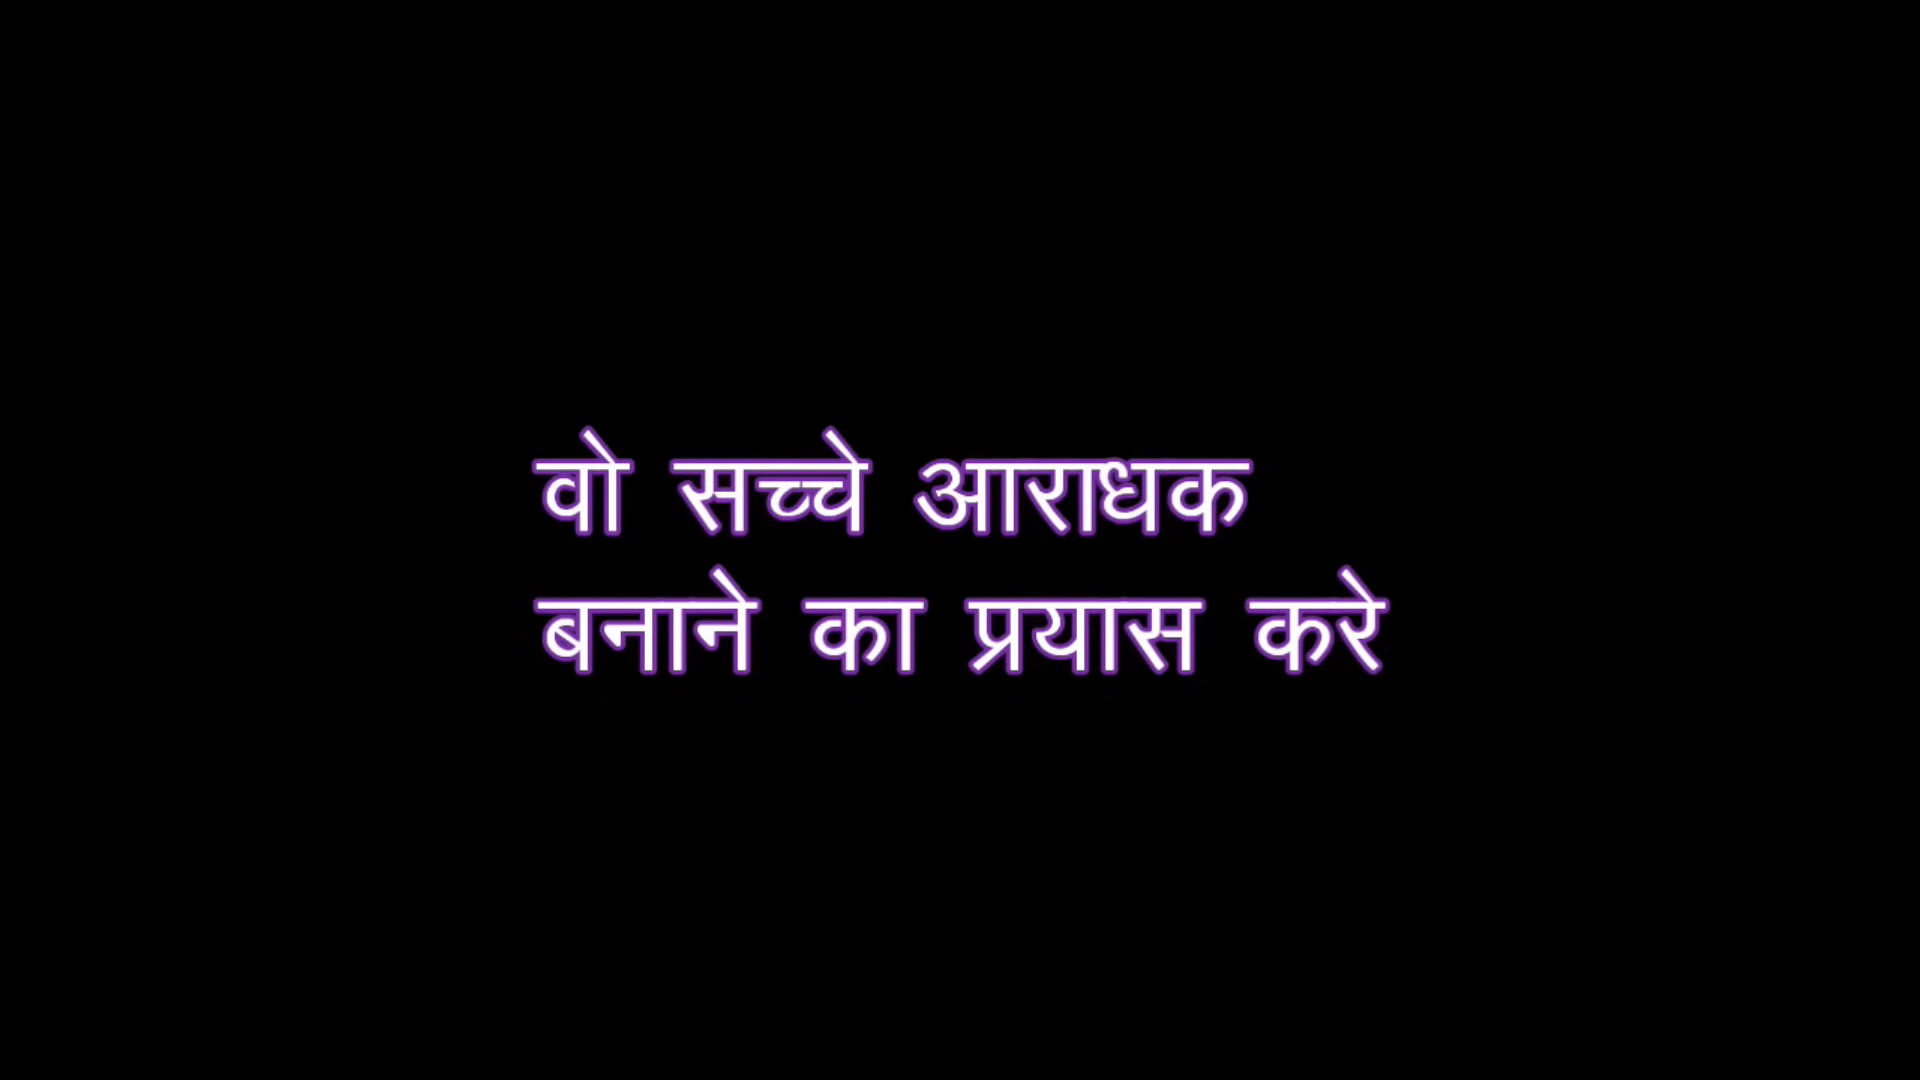 वो सच्चे आराधक
बनाने का प्रयास करे